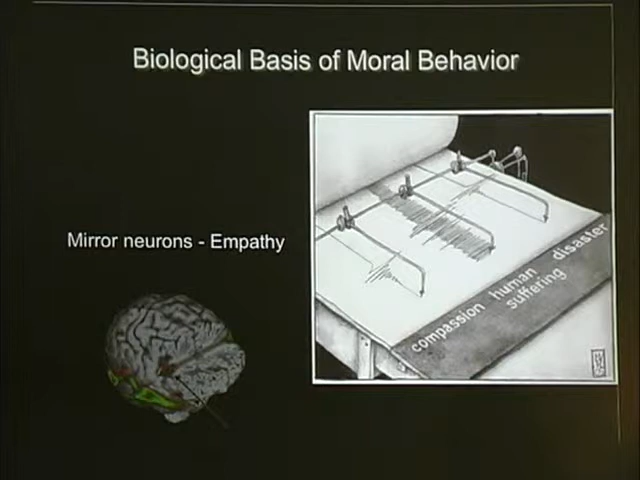 Biological Basis of Moral Behavior
Mirror neurons - Empathy
compassion human disaster
suffering